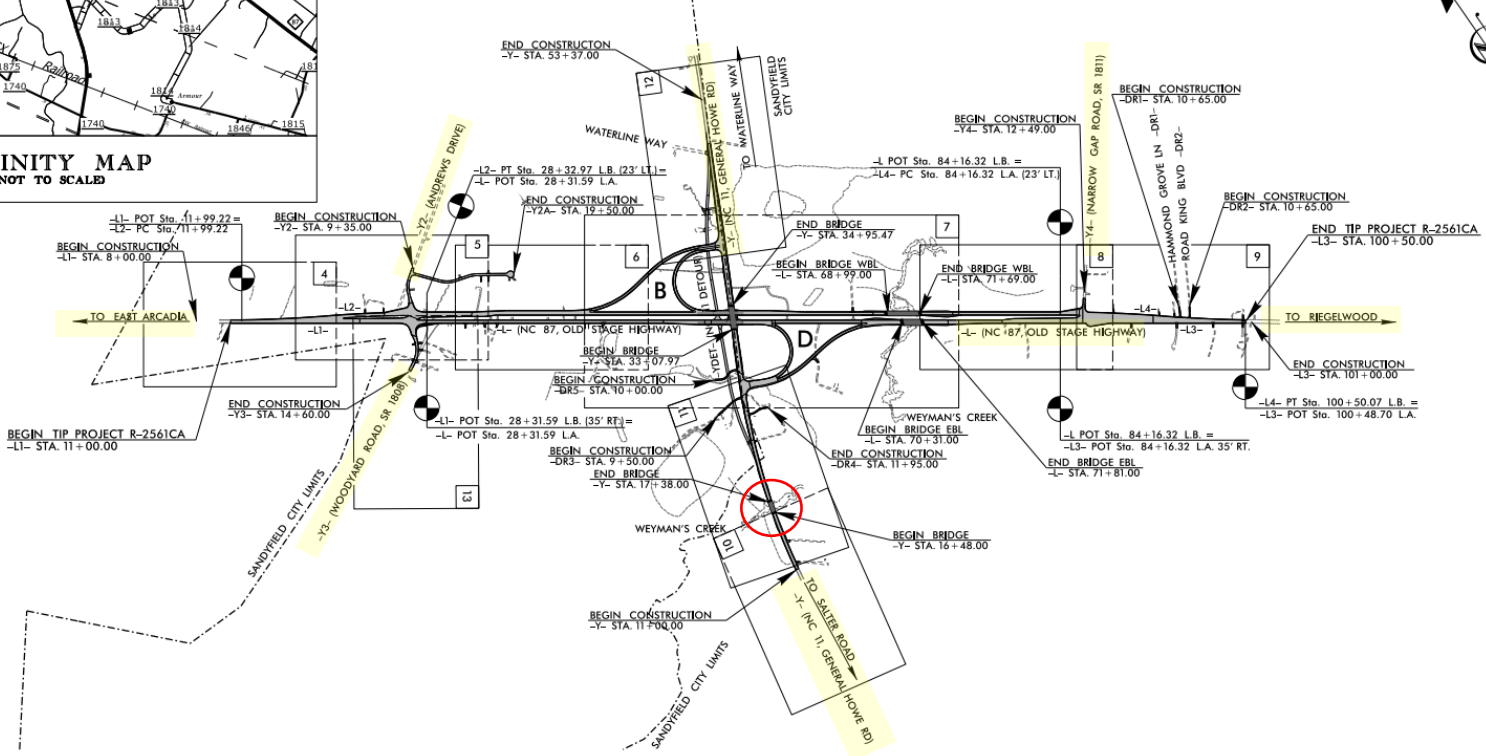 1813
1813
1814
87
1875
Railroad
1740
1814
Armour
1740
1740
1846
1815
INITY MAP
(NOT TO SCALE)
END CONSTRUCTON
-Y- STA. 53+37.00
12
-Y- (NC 11, GENERAL HOWE RD)
TO WATERLINE WAY
SANDYFIELD
CITY LIMITS
WATERLINE WAY
-Y4- (NARROW GAP ROAD, SR 1811)
BEGIN CONSTRUCTION
-DR1- STA. 10+65.00
BEGIN CONSTRUCTION
-Y4- STA. 12+49.00
HAMMOND GROVE LN -DR1-
ROAD KING BLVD -DR2-
-Y2- (ANDREWS DRIVE)
-L2- PT Sta. 28+32.97 L.B. (23' LT.)=
-L- POT Sta. 28+31.59 L.A.
-L POT Sta. 84+16.32 L.B. =
-L4- PC Sta. 84+16.32 L.A. (23' LT.)
BEGIN CONSTRUCTION
-DR2- STA. 10+65.00
END CONSTRUCTION
-Y2A- STA. 19+50.00
-L1- POT Sta. 11+99.22 =
-L2- PC Sta. 11+99.22
BEGIN CONSTRUCTION
-Y2- STA. 9+35.00
END BRIDGE
-Y- STA. 34+95.47
END TIP PROJECT R-2561CA
-L3- STA. 100+50.00
BEGIN CONSTRUCTION
-L1- STA. 8+00.00
4
5
6
7
8
9
BEGIN BRIDGE WBL
-L- STA. 68+99.00
END BRIDGE WBL
-L- STA. 71+69.00
B
-YDET- (NC 11 DETOUR)
-L2-
-L4-
TO EAST ARCADIA
TO RIEGELWOOD
-L1-
-L- (NC 87, OLD STAGE HIGHWAY)
-L- (NC 87, OLD STAGE HIGHWAY)
-L3-
D
BEGIN BRIDGE
-Y- STA. 33+07.97
BEGIN CONSTRUCTION
-DR5- STA. 10+00.00
END CONSTRUCTION
-L3- STA. 101+00.00
END CONSTRUCTION
-Y3- STA. 14+60.00
-L4- PT Sta. 100+50.07 L.B. =
-L3- POT Sta. 100+48.70 L.A.
11
WEYMAN'S CREEK
-L1- POT Sta. 28+31.59 L.B. (35' RT.)=
-L- POT Sta. 28+31.59 L.A.
BEGIN BRIDGE EBL
-L- STA. 70+31.00
BEGIN TIP PROJECT R-2561CA
-L1- STA. 11+00.00
-L POT Sta. 84+16.32 L.B. =
-L3- POT Sta. 84+16.32 L.A. 35' RT.
BEGIN CONSTRUCTION
-DR3- STA. 9+50.00
END CONSTRUCTION
-DR4- STA. 11+95.00
END BRIDGE EBL
-L- STA. 71+81.00
END BRIDGE
-Y- STA. 17+38.00
-Y3- (WOODYARD ROAD, SR 1808)
SANDYFIELD CITY LIMITS
13
WEYMAN'S CREEK
10
BEGIN BRIDGE
-Y- STA. 16+48.00
BEGIN CONSTRUCTION
-Y- STA. 11+00.00
TO SALTER ROAD
-Y- (NC 11, GENERAL HOWE RD)
SANDYFIELD CITY LIMITS